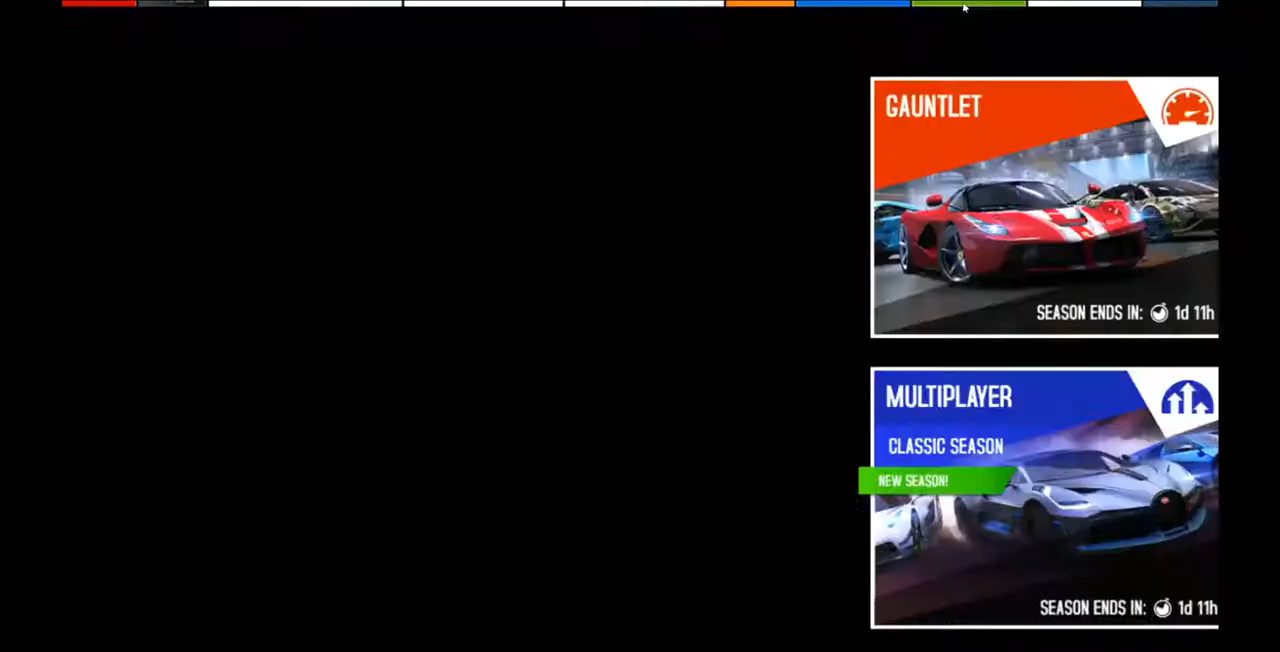 GAUNTLET
SEASON ENDS IN: 1d 11h
MULTIPLAYER
CLASSIC SEASON
NEW SEASON!
SEASON ENDS IN: 1d 11h